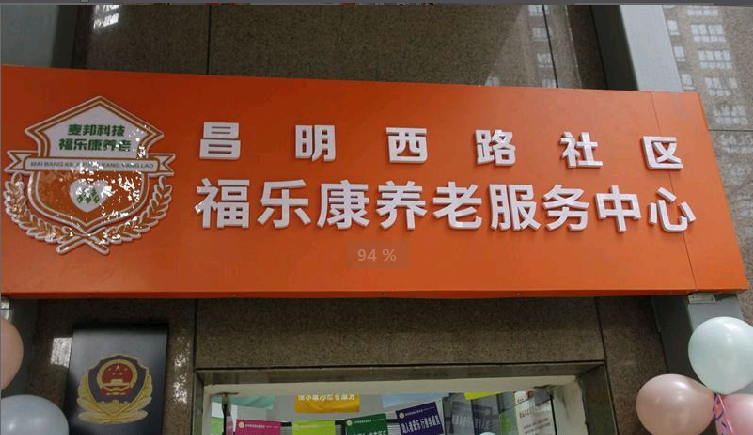 麦邦科技
福乐康养老
昌明西路社区
福乐康养老服务中心
94 %